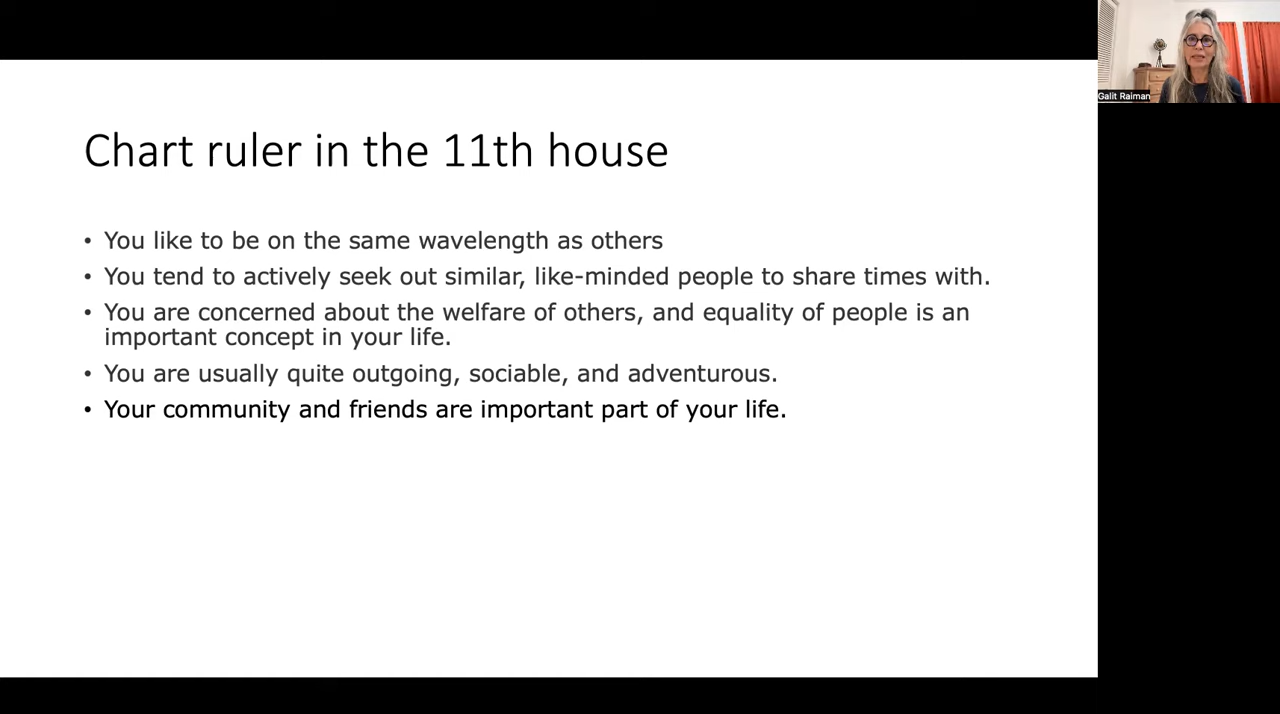 Chart ruler in the 11th house
• You like to be on the same wavelength as others
• You tend to actively seek out similar, like-minded people to share times with.
• You are concerned about the welfare of others, and equality of people is an
important concept in your life.
• You are usually quite outgoing, sociable, and adventurous.
• Your community and friends are important part of your life.
Galit Raiman